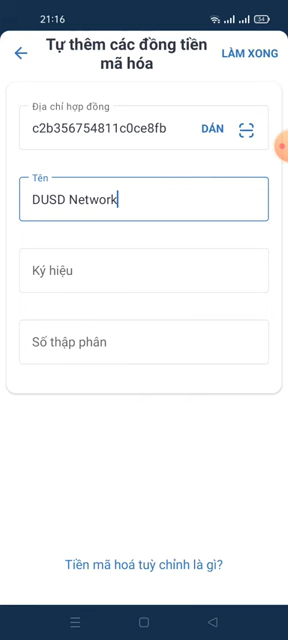 21:16
54
Tự thêm các đồng tiền
mã hóa
LÀM XONG
Địa chỉ hợp đồng
c2b356754811c0ce8fb
DÁN
Tên
DUSD Network
Ký hiệu
Số thập phân
Tiền mã hoá tuỳ chỉnh là gì?